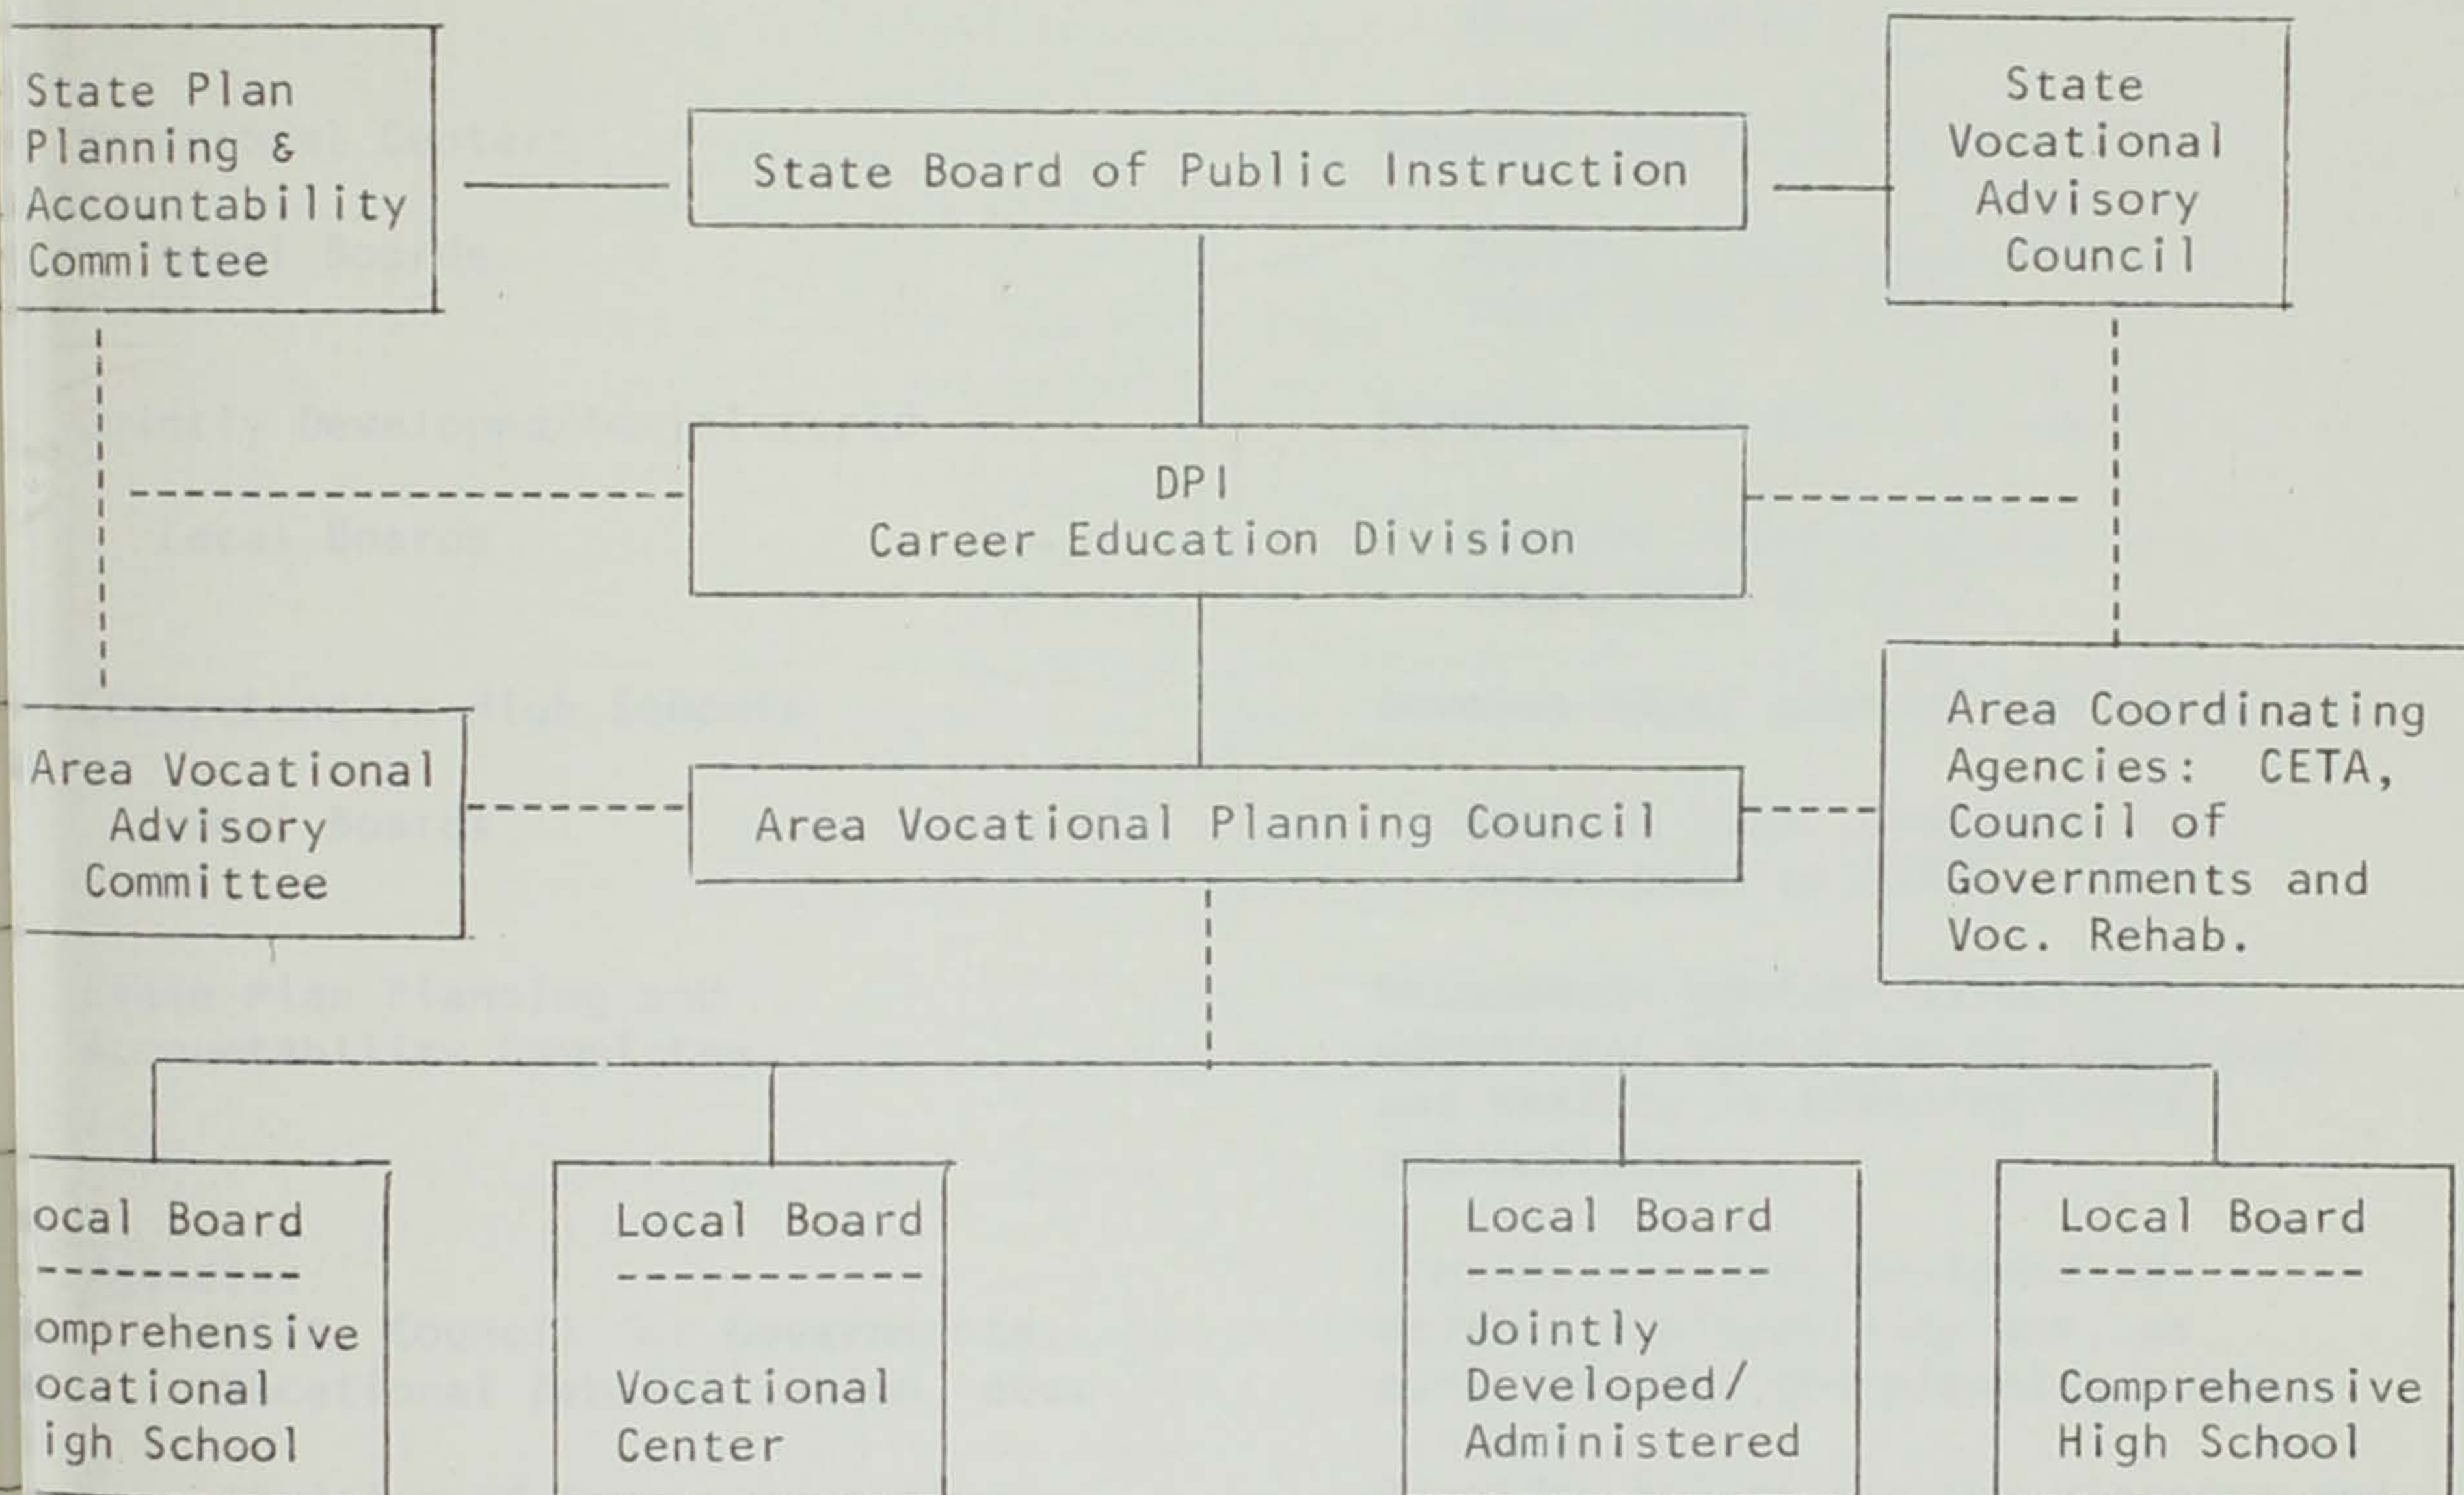 State Plan
Planning &
Accountability
Committee
State Board of Public Instruction
State
Vocational
Advisory
Council
DPI
Career Education Division
Area Vocational
Advisory
Committee
Area Vocational Planning Council
Area Coordinating
Agencies: CETA,
Council of
Governments and
Voc. Rehab.
ocal Board
omprehensive
ocational
igh School
Local Board
Vocational
Center
Local Board
Jointly
Developed/
Administered
Local Board
Comprehensive
High School